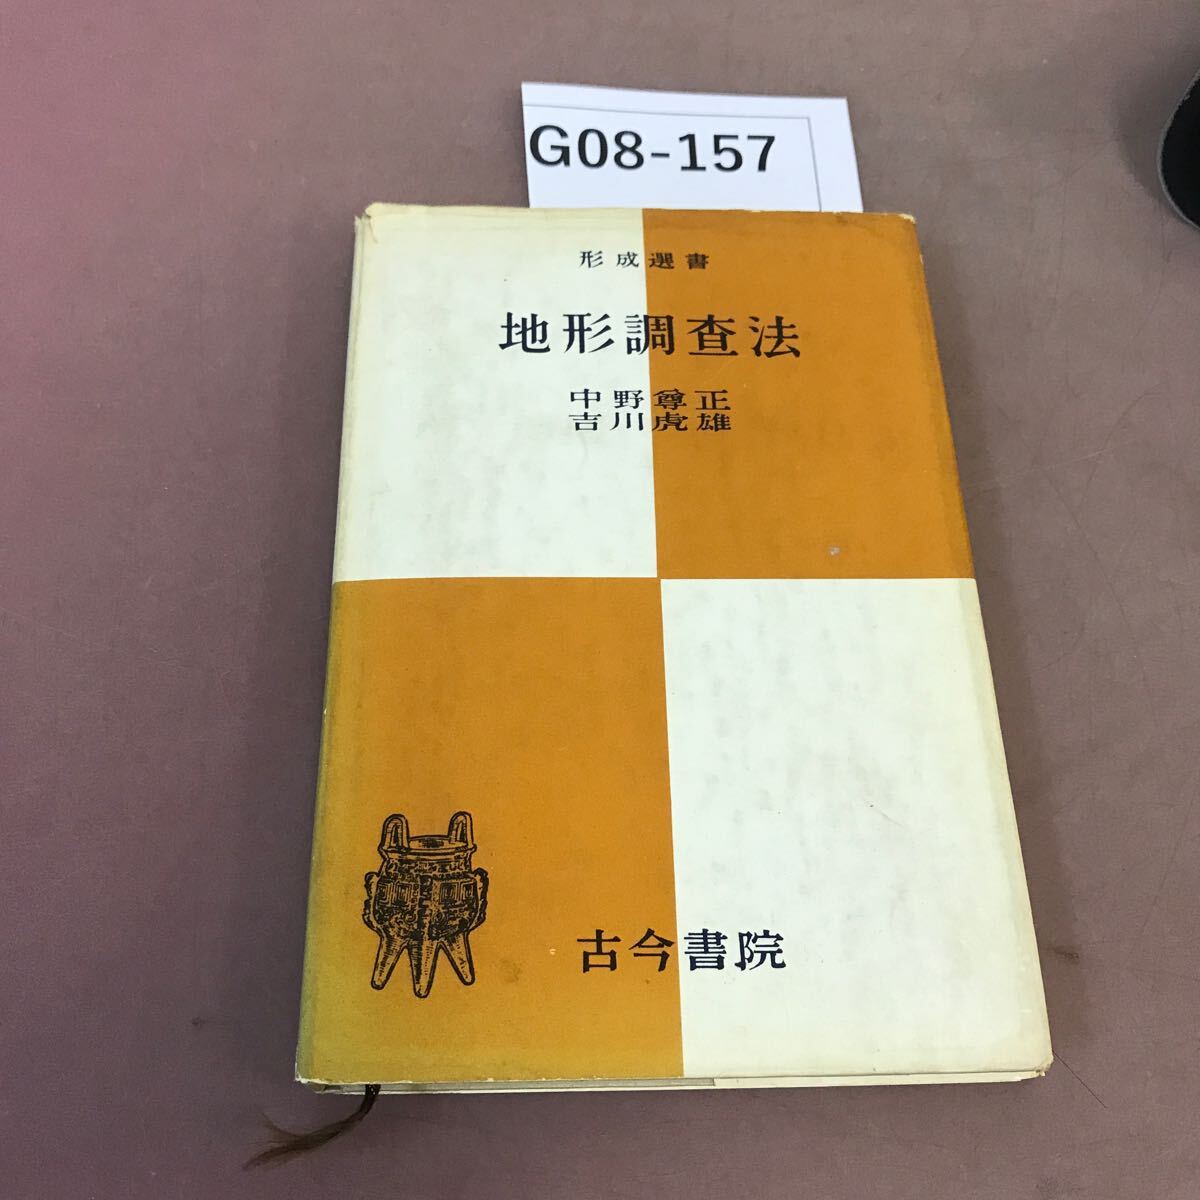 G08-157
形成選書
地形調査法
中野尊正
吉川虎雄
古今書院